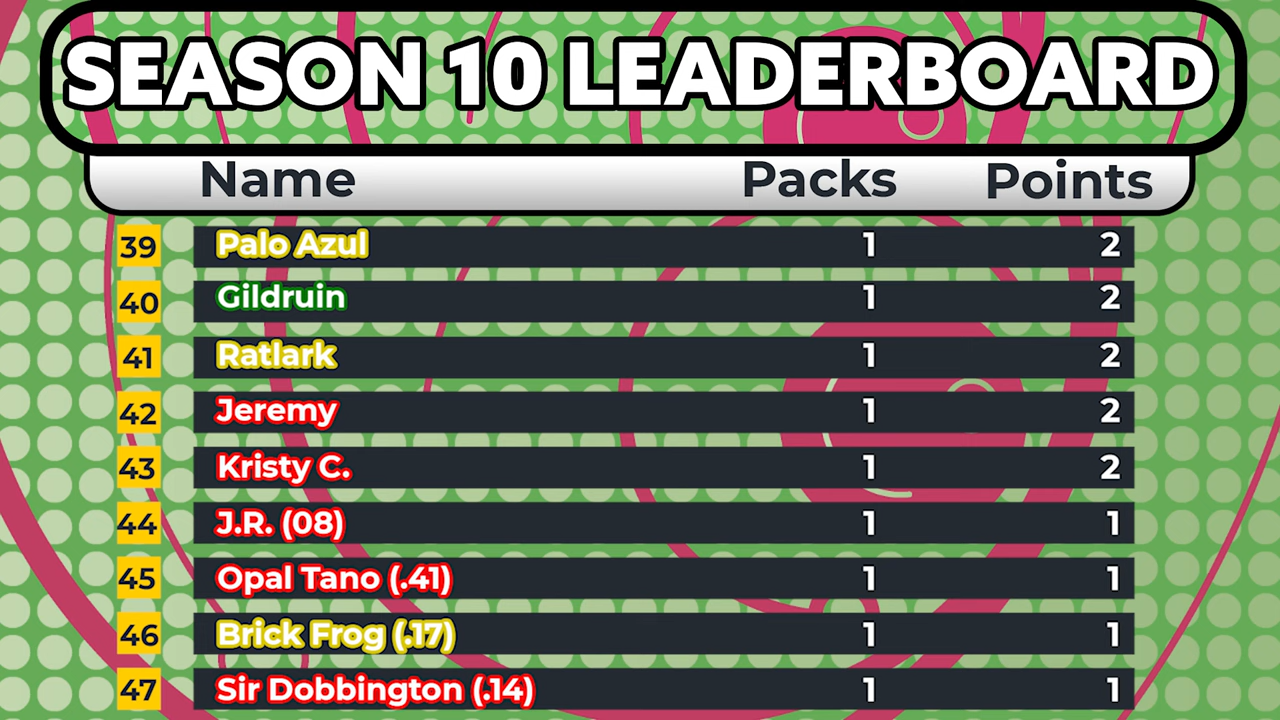 SEASON 10 LEADERBOARD
Name Packs Points
39 Palo Azul 1 2
40 Gildruin 1 2
41 Ratlark 1 2
42 Jeremy 1 2
43 Kristy C. 1 2
44 J.R. (08) 1 1
45 Opal Tano (.41) 1 1
46 Brick Frog (.17) 1 1
47 Sir Dobbington (.14) 1 1